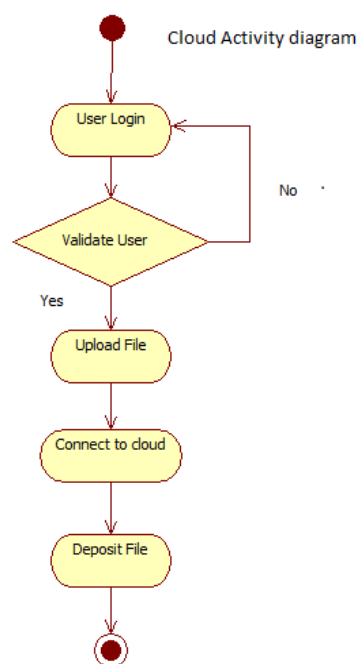 Cloud Activity diagram
User Login
No
Validate User
Yes
Upload File
Connect to cloud
Deposit File